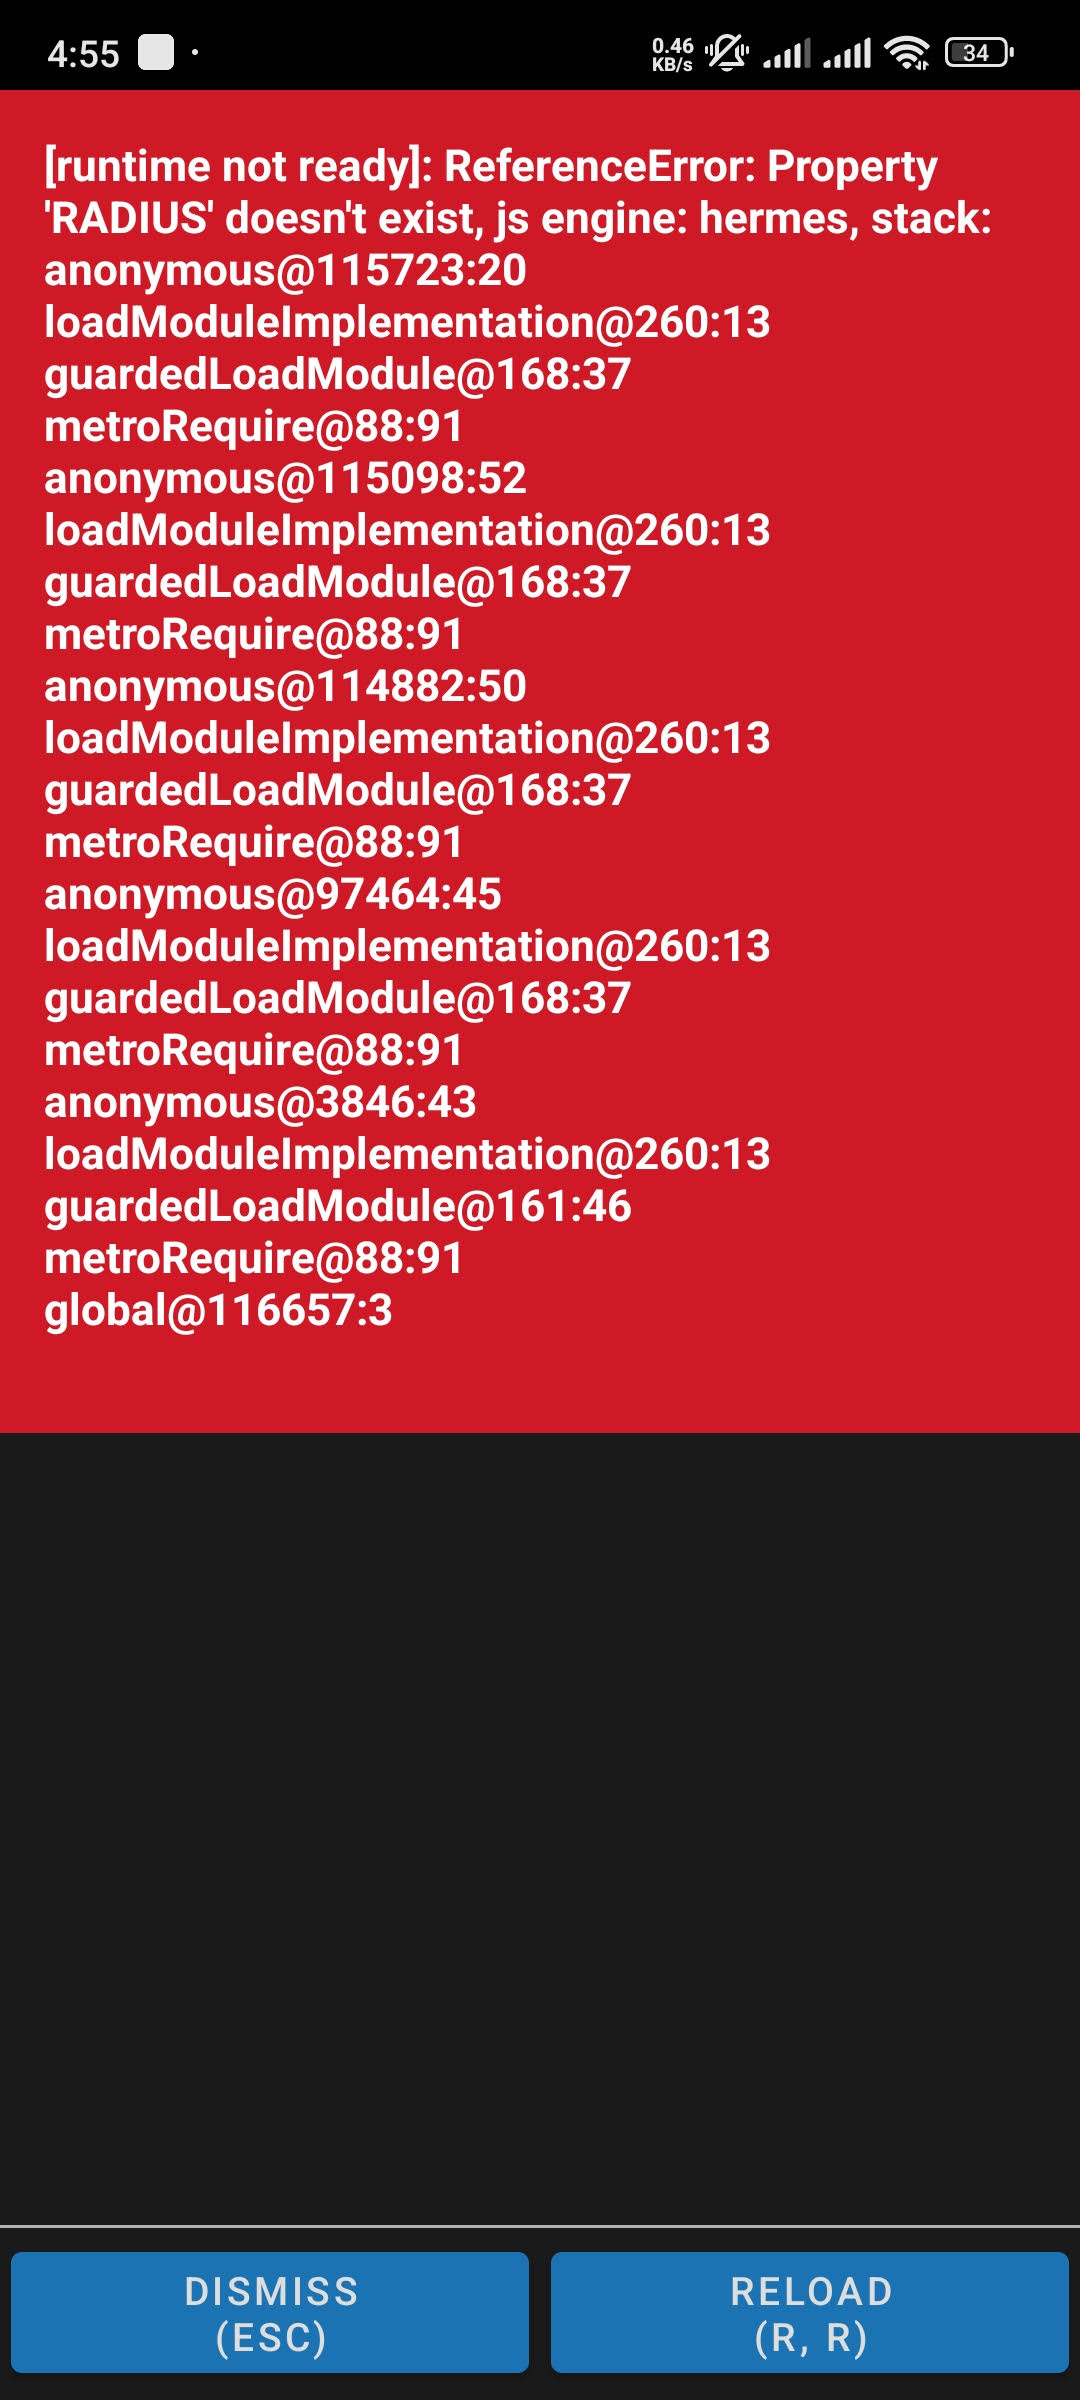 4:55
0.46
KB/s
34
[runtime not ready]: ReferenceError: Property
'RADIUS' doesn't exist, js engine: hermes, stack:
anonymous@115723:20
loadModuleImplementation@260:13
guardedLoadModule@168:37
metroRequire@88:91
anonymous@115098:52
loadModuleImplementation@260:13
guardedLoadModule@168:37
metroRequire@88:91
anonymous@114882:50
loadModuleImplementation@260:13
guardedLoadModule@168:37
metroRequire@88:91
anonymous@97464:45
loadModuleImplementation@260:13
guardedLoadModule@168:37
metroRequire@88:91
anonymous@3846:43
loadModuleImplementation@260:13
guardedLoadModule@161:46
metroRequire@88:91
global@116657:3
DISMISS
(ESC)
RELOAD
(R, R)